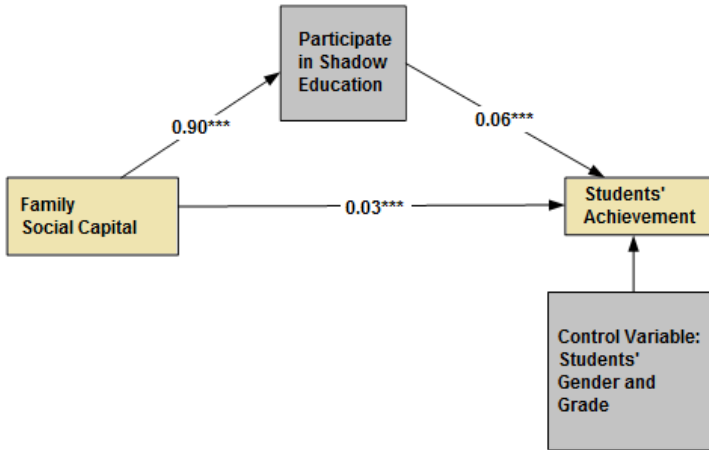 Participate
in Shadow
Education
0.90***
0.06***
Family
Social Capital
0.03***
Students'
Achievement
Control Variable:
Students'
Gender and
Grade